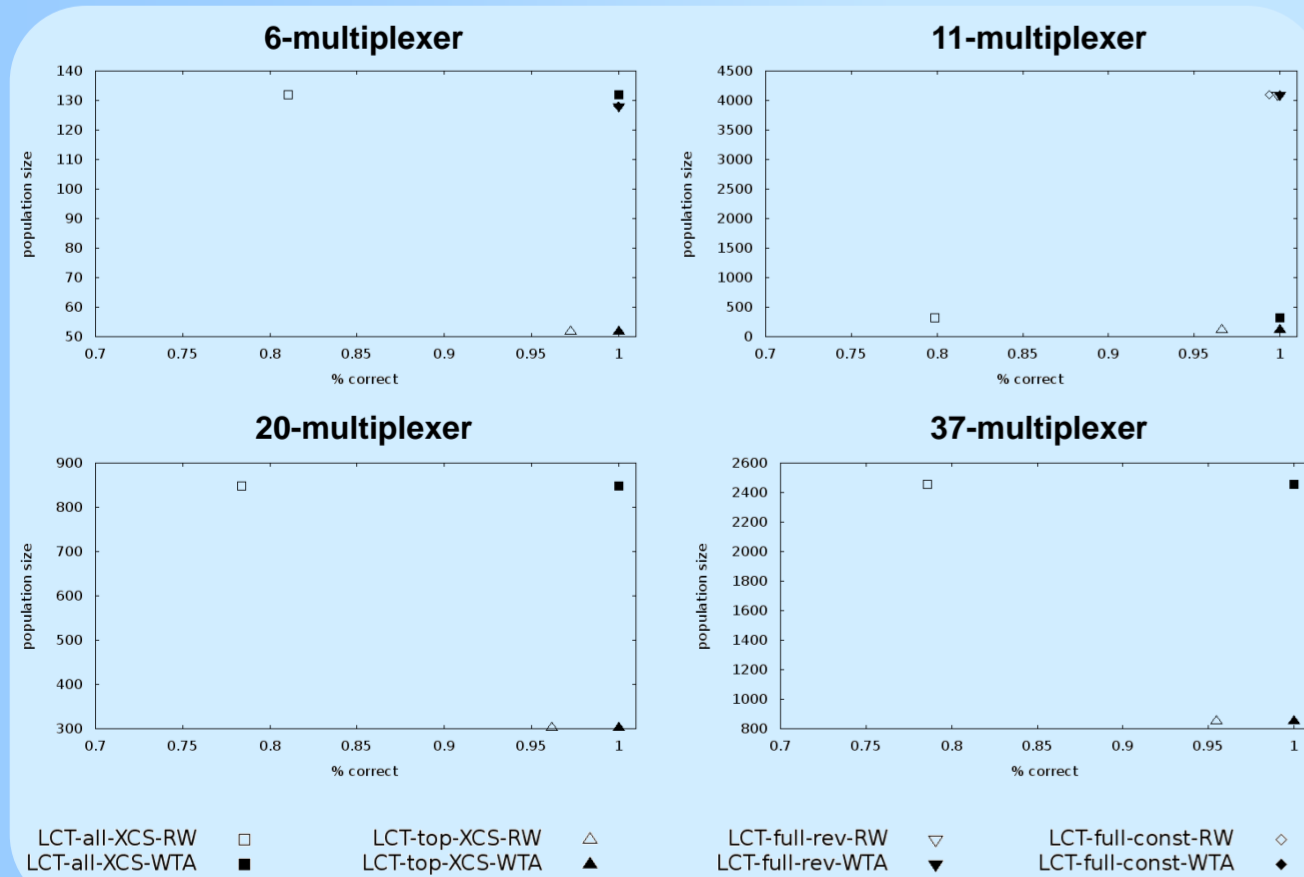 6-multiplexer
140
130
120
110
100
90
80
70
60
50
population size
0.7 0.75 0.8 0.85 0.9 0.95 1
% correct
11-multiplexer
4500
4000
3500
3000
2500
2000
1500
1000
500
0
population size
0.7 0.75 0.8 0.85 0.9 0.95 1
% correct
20-multiplexer
900
800
700
600
500
400
300
population size
0.7 0.75 0.8 0.85 0.9 0.95 1
% correct
37-multiplexer
2600
2400
2200
2000
1800
1600
1400
1200
1000
800
population size
0.7 0.75 0.8 0.85 0.9 0.95 1
% correct
LCT-all-XCS-RW LCT-top-XCS-RW LCT-full-rev-RW LCT-full-const-RW
LCT-all-XCS-WTA LCT-top-XCS-WTA LCT-full-rev-WTA LCT-full-const-WTA